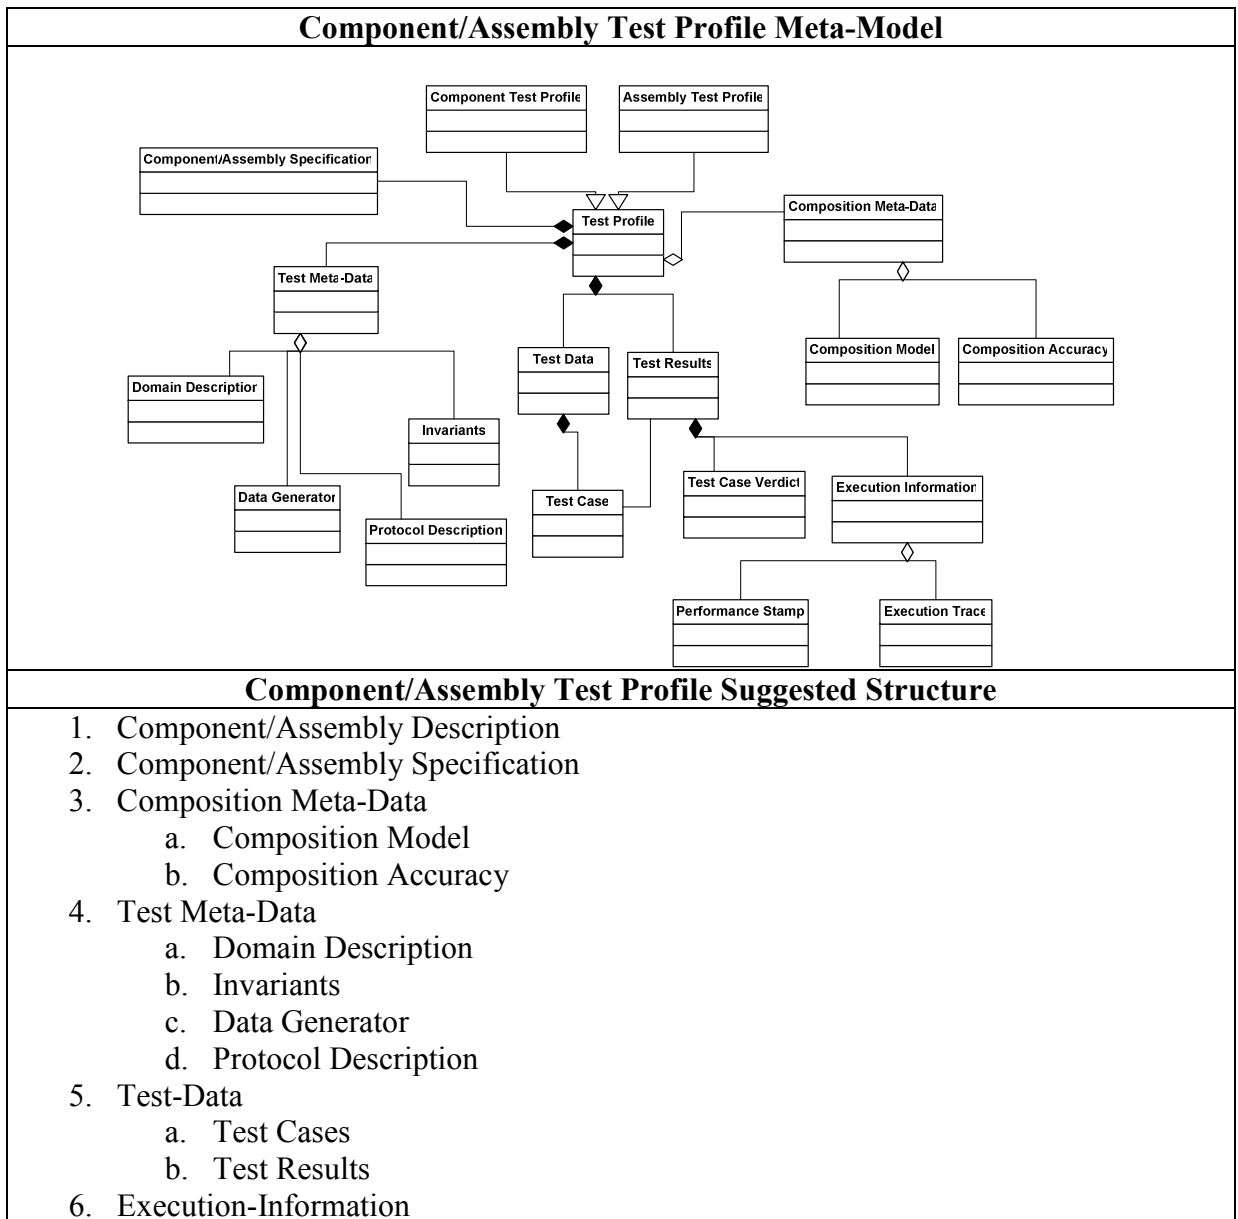 Component/Assembly Test Profile Meta-Model
Component Test Profile
Assembly Test Profile
Component/Assembly Specification
Composition Meta-Data
Test Profile
Test Meta-Data
Composition Model
Composition Accuracy
Test Data
Test Results
Domain Description
Invariants
Test Case Verdict
Execution Information
Data Generator
Test Case
Protocol Description
Performance Stamp
Execution Trace
Component/Assembly Test Profile Suggested Structure
1. Component/Assembly Description
2. Component/Assembly Specification
3. Composition Meta-Data
a. Composition Model
b. Composition Accuracy
4. Test Meta-Data
a. Domain Description
b. Invariants
c. Data Generator
d. Protocol Description
5. Test-Data
a. Test Cases
b. Test Results
6. Execution-Information